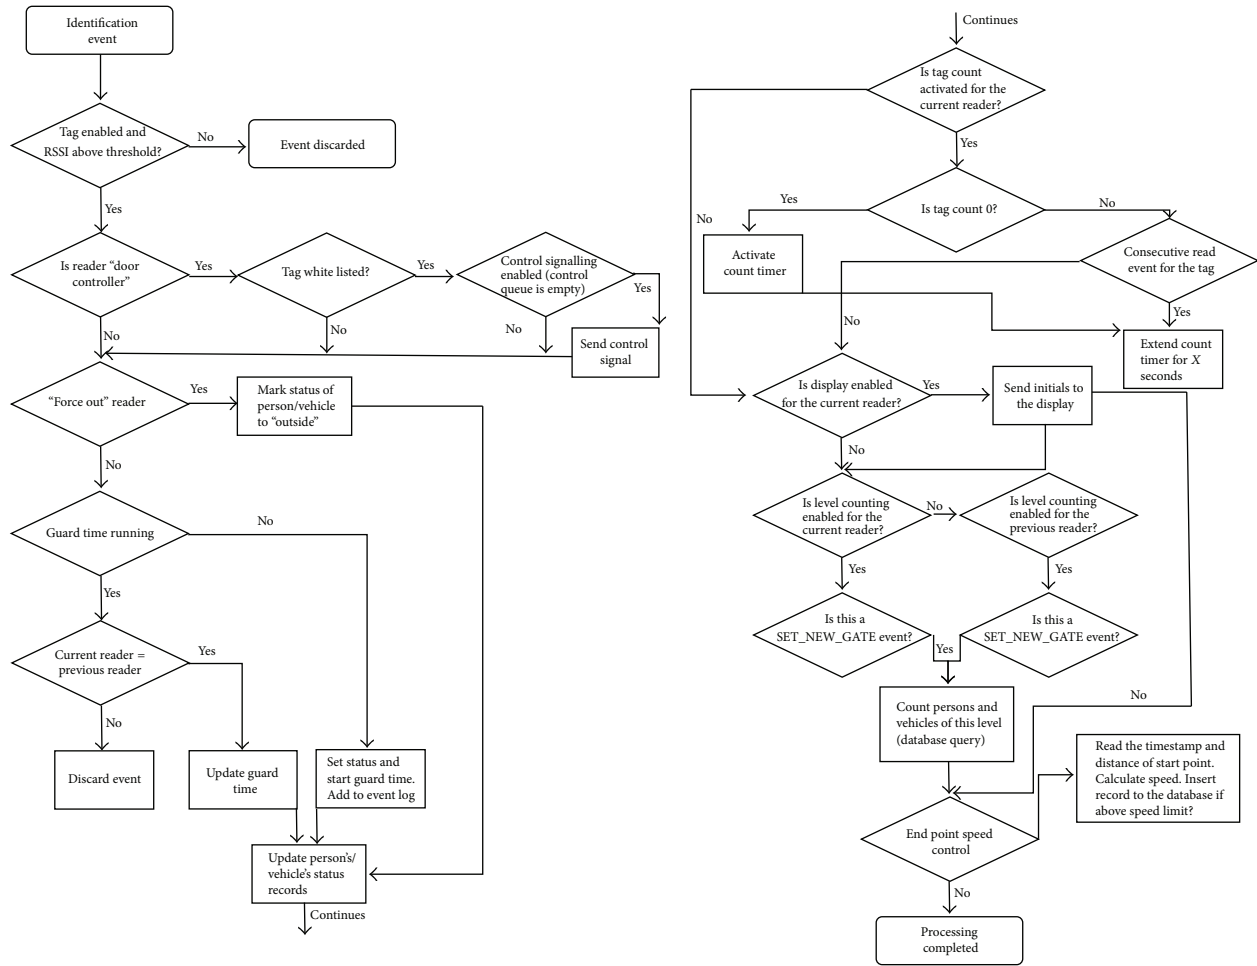 Identification
event
Tag enabled and
RSSI above threshold?
No
Event discarded
Yes
Is reader “door
controller”
Yes
Tag white listed?
Yes
Control signalling
enabled (control
queue is empty)
Yes
No
No
No
Send control
signal
“Force out” reader
Yes
Mark status of
person/vehicle
to “outside”
No
Guard time running
No
Yes
Current reader =
previous reader
Yes
No
Discard event
Update guard
time
Set status and
start guard time.
Add to event log
Update person's/
vehicle's status
records
Continues
Continues
Is tag count
activated for the
current reader?
Yes
No
Is tag count 0?
Yes
No
Activate
count timer
Consecutive read
event for the tag
Yes
No
Extend count
timer for X
seconds
Is display enabled
for the current reader?
Yes
Send initials to
the display
No
Is level counting
enabled for the
current reader?
No
Is level counting
enabled for the
previous reader?
Yes
Yes
Is this a
SET_NEW_GATE event?
Yes
Is this a
SET_NEW_GATE event?
No
Count persons and
vehicles of this level
(database query)
Read the timestamp and
distance of start point.
Calculate speed. Insert
record to the database if
above speed limit?
End point speed
control
No
Processing
completed